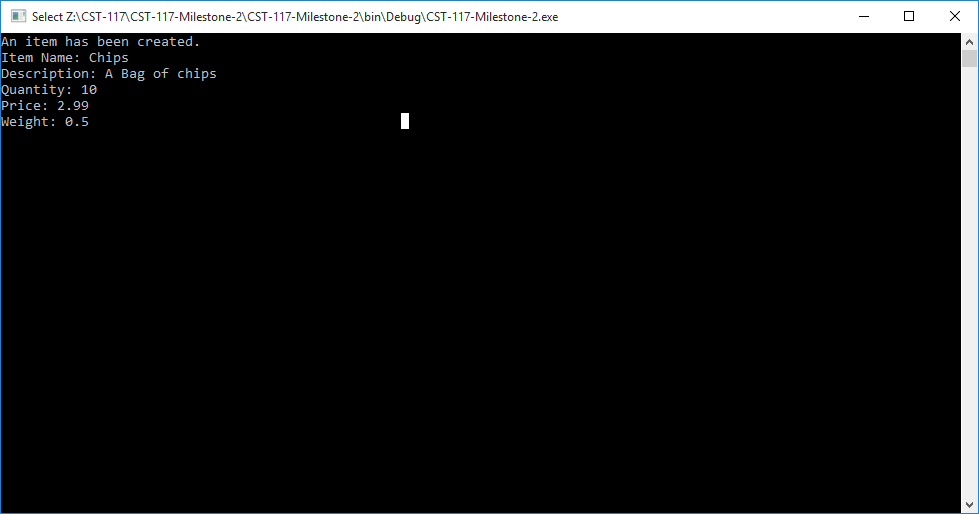 Select Z:\CST-117\CST-117-Milestone-2\CST-117-Milestone-2\bin\Debug\CST-117-Milestone-2.exe
An item has been created.
Item Name: Chips
Description: A Bag of chips
Quantity: 10
Price: 2.99
Weight: 0.5